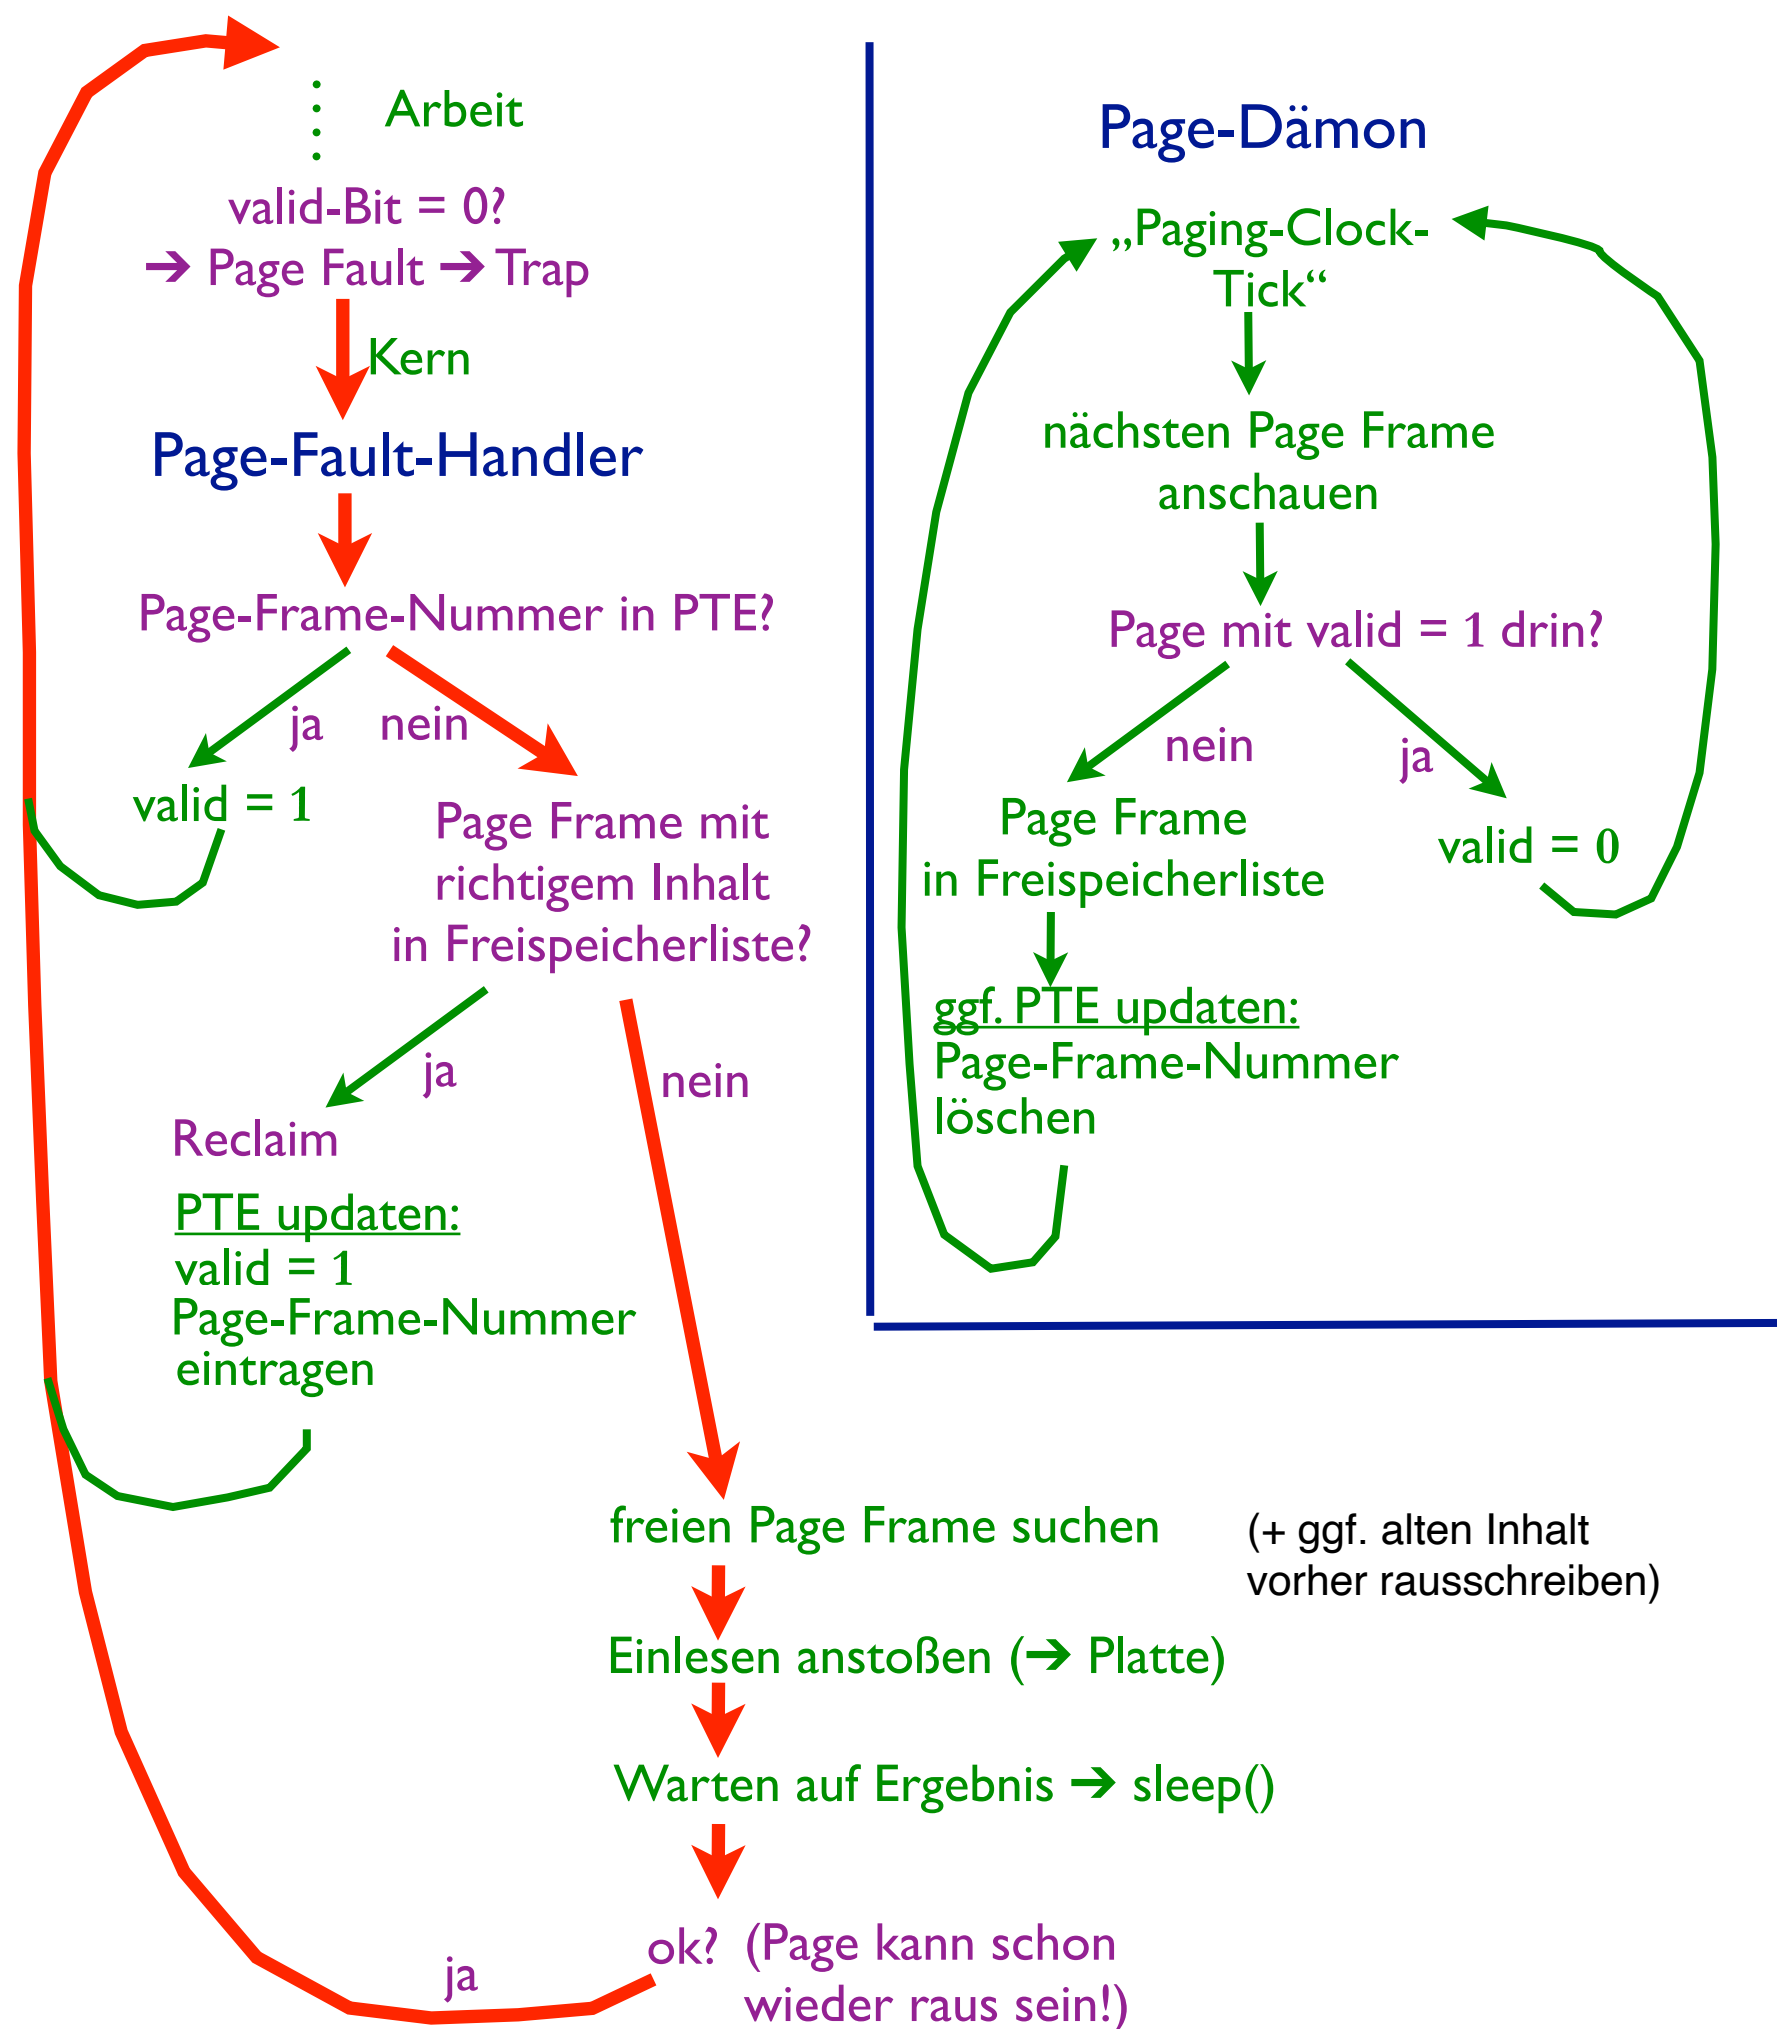 Arbeit
valid-Bit = 0?
➔ Page Fault ➔ Trap
Kern
Page-Fault-Handler
Page-Frame-Nummer in PTE?
ja
nein
valid = 1
Page Frame mit
richtigem Inhalt
in Freispeicherliste?
ja
nein
Reclaim
PTE updaten:
valid = 1
Page-Frame-Nummer
eintragen
freien Page Frame suchen
(+ ggf. alten Inhalt
vorher rausschreiben)
Einlesen anstoßen (➔ Platte)
Warten auf Ergebnis ➔ sleep()
ok? (Page kann schon
wieder raus sein!)
ja
Page-Dämon
„Paging-Clock-
Tick“
nächsten Page Frame
anschauen
Page mit valid = 1 drin?
nein
ja
Page Frame
in Freispeicherliste
valid = 0
ggf. PTE updaten:
Page-Frame-Nummer
löschen